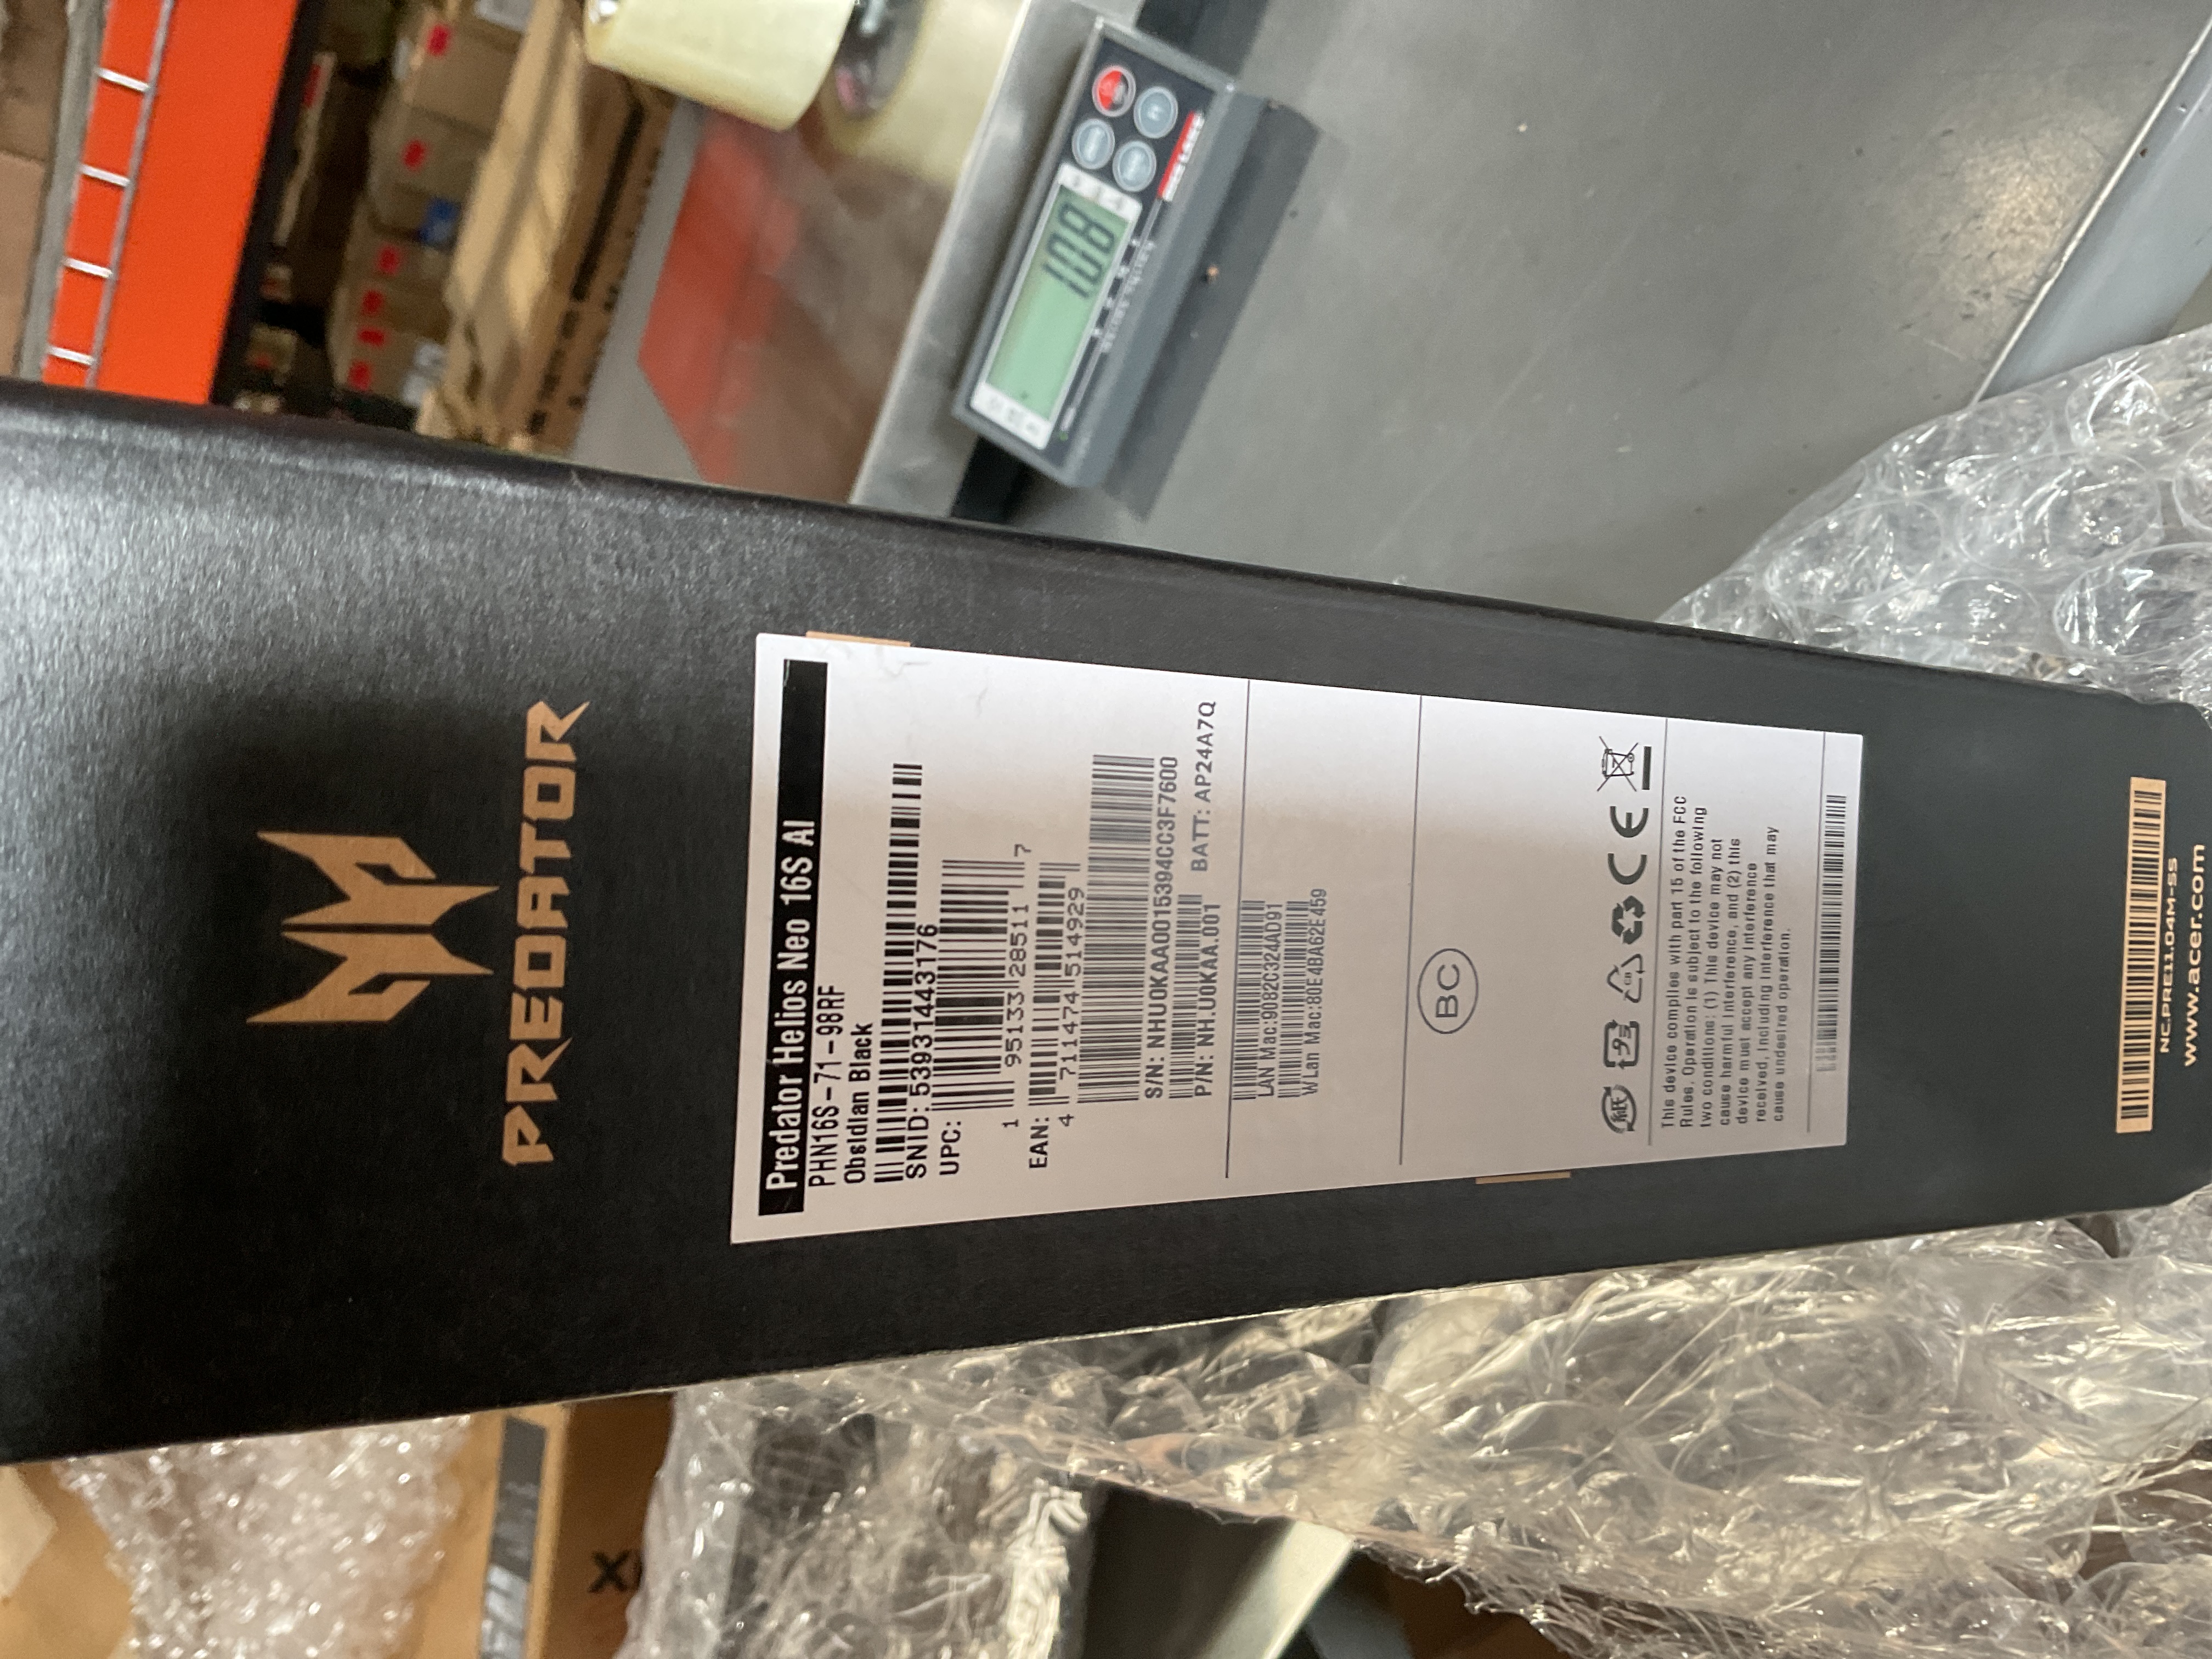 PREDATOR
Predator Helios Neo 16S AI
PHN16S-71-98RF
Obsidian Black
SNID:53931443176
UPC:
1 95133 28511 7
EAN:
4 711474 514929
S/N: NHU0KAA00153394CC3F7600
P/N: NH.U0KAA.001 BATT: AP24A7Q
LAN Mac:9082C324AD91
WLan Mac:80E4BA62E459
BC
紙
CE
This device complies with part 15 of the FCC
Rules. Operation is subject to the following
two conditions: (1) This device may not
cause harmful interference, and (2) this
device must accept any interference
received, including interference that may
cause undesired operation.
NC.PRE11.04M-SS
www.acer.com
108